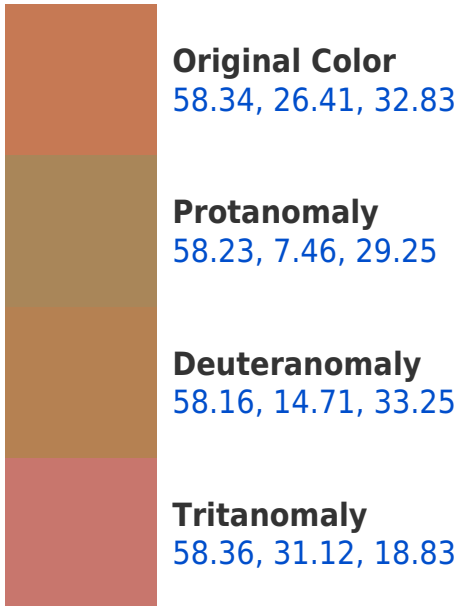 Original Color
58.34, 26.41, 32.83
Protanomaly
58.23, 7.46, 29.25
Deuteranomaly
58.16, 14.71, 33.25
Tritanomaly
58.36, 31.12, 18.83